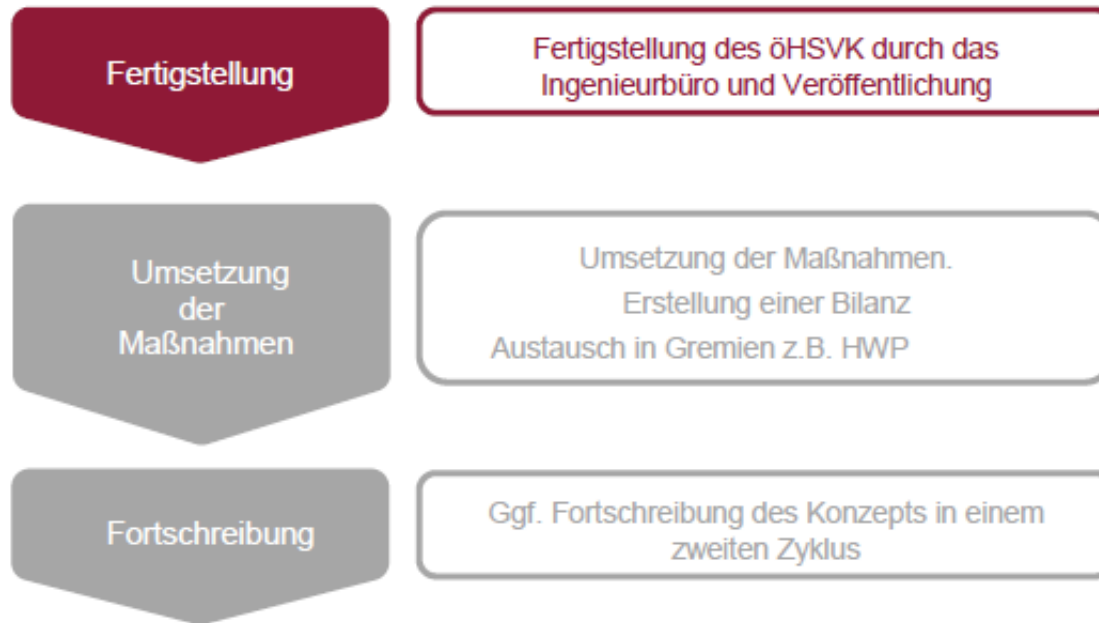 Fertigstellung
Fertigstellung des öHSVK durch das
Ingenieurbüro und Veröffentlichung
Umsetzung
der
Maßnahmen
Umsetzung der Maßnahmen.
Erstellung einer Bilanz
Austausch in Gremien z.B. HWP
Fortschreibung
Ggf. Fortschreibung des Konzepts in einem
zweiten Zyklus